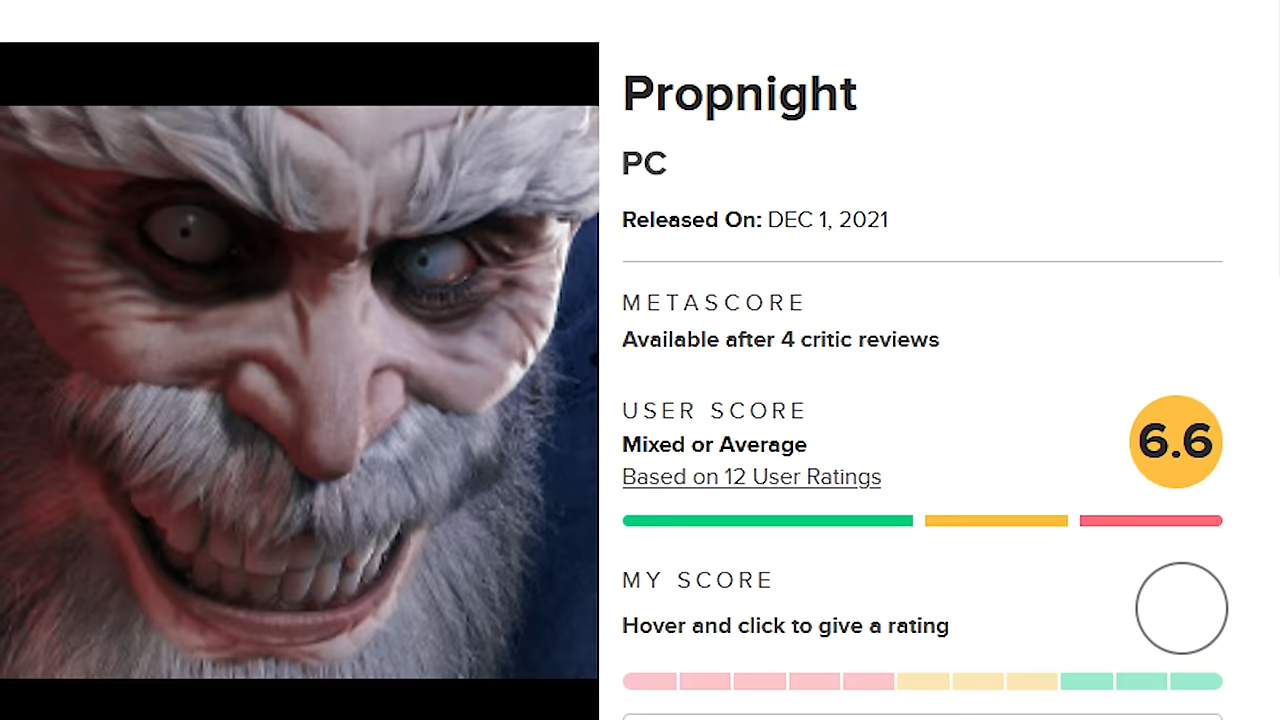 Propnight
PC
Released On: DEC 1, 2021
METASCORE
Available after 4 critic reviews
USER SCORE
Mixed or Average
Based on 12 User Ratings
6.6
MY SCORE
Hover and click to give a rating